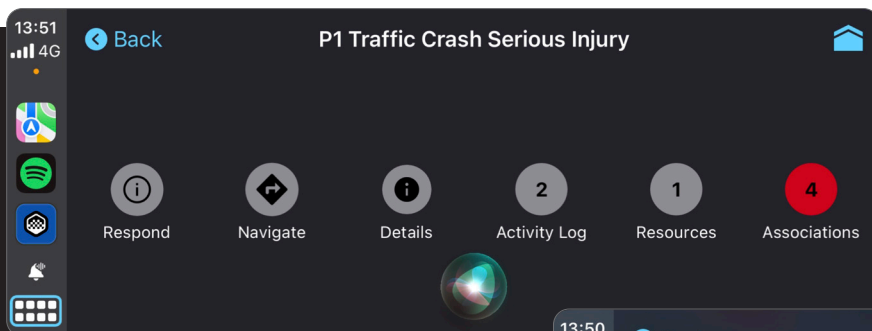 13:51
4G
Back
P1 Traffic Crash Serious Injury
2
1
4
Respond
Navigate
Details
Activity Log
Resources
Associations
13:50